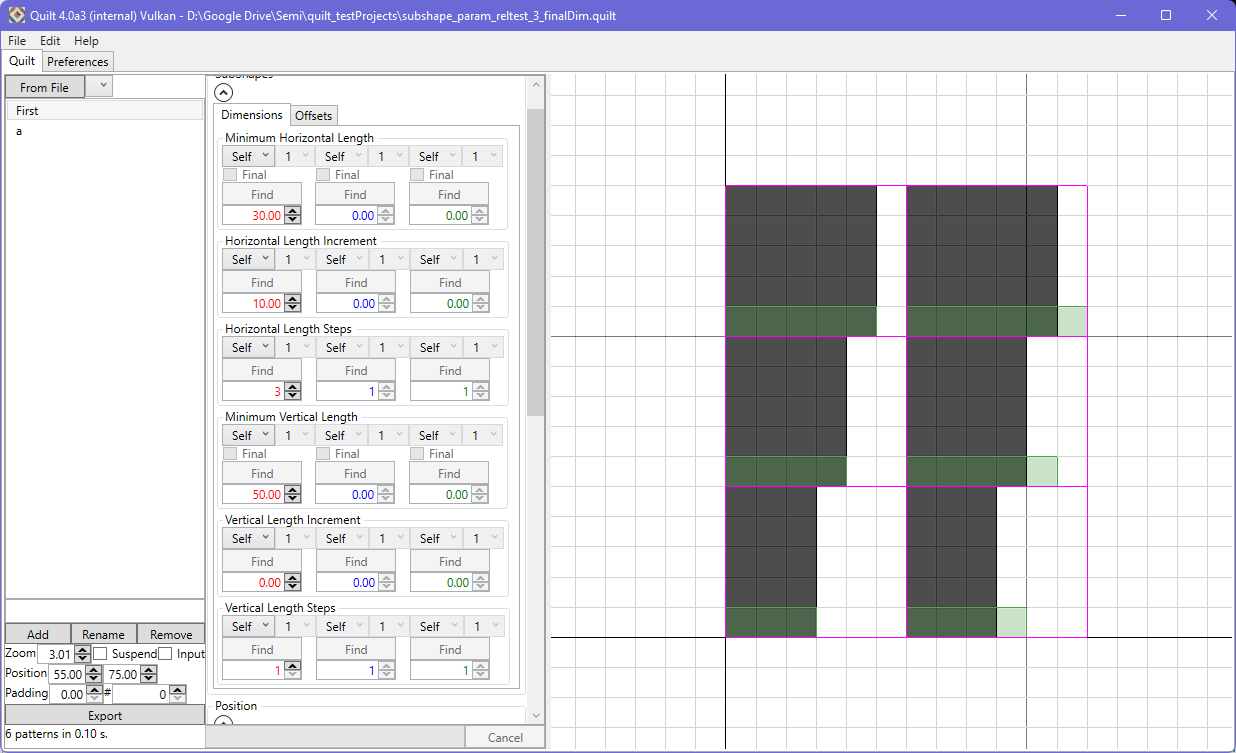 Quilt 4.0a3 (internal) Vulkan - D:\Google Drive\Semi\quilt_testProjects\subshape_param_reltest_3_finalDim.quilt
File Edit Help
Quilt Preferences
From File
First
a
Subshapes
Dimensions Offsets
Minimum Horizontal Length
Self 1 Self 1 Self 1
Final Final Final
Find Find Find
30.00 0.00 0.00
Horizontal Length Increment
Self 1 Self 1 Self 1
Find Find Find
10.00 0.00 0.00
Horizontal Length Steps
Self 1 Self 1 Self 1
Find Find Find
3 1 1
Minimum Vertical Length
Self 1 Self 1 Self 1
Final Final Final
Find Find Find
50.00 0.00 0.00
Vertical Length Increment
Self 1 Self 1 Self 1
Find Find Find
0.00 0.00 0.00
Vertical Length Steps
Self 1 Self 1 Self 1
Find Find Find
1 1 1
Position
Cancel
Add Rename Remove
Zoom 3.01 Suspend Input
Position 55.00 75.00
Padding 0.00 # 0
Export
6 patterns in 0.10 s.